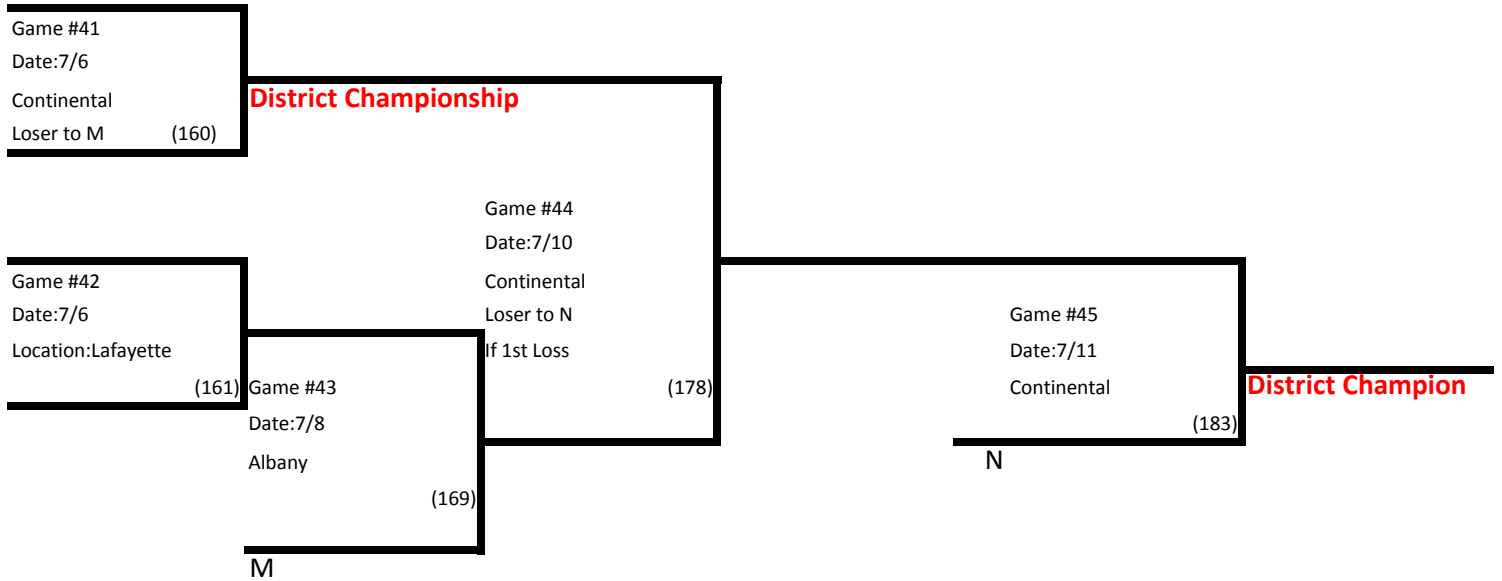 Game #41
Date:7/6
Continental
Loser to M (160)
District Championship
Game #42
Date:7/6
Location:Lafayette
(161)
Game #43
Date:7/8
Albany
(169)
M
Game #44
Date:7/10
Continental
Loser to N
If 1st Loss
(178)
Game #45
Date:7/11
Continental
(183)
N
District Champion